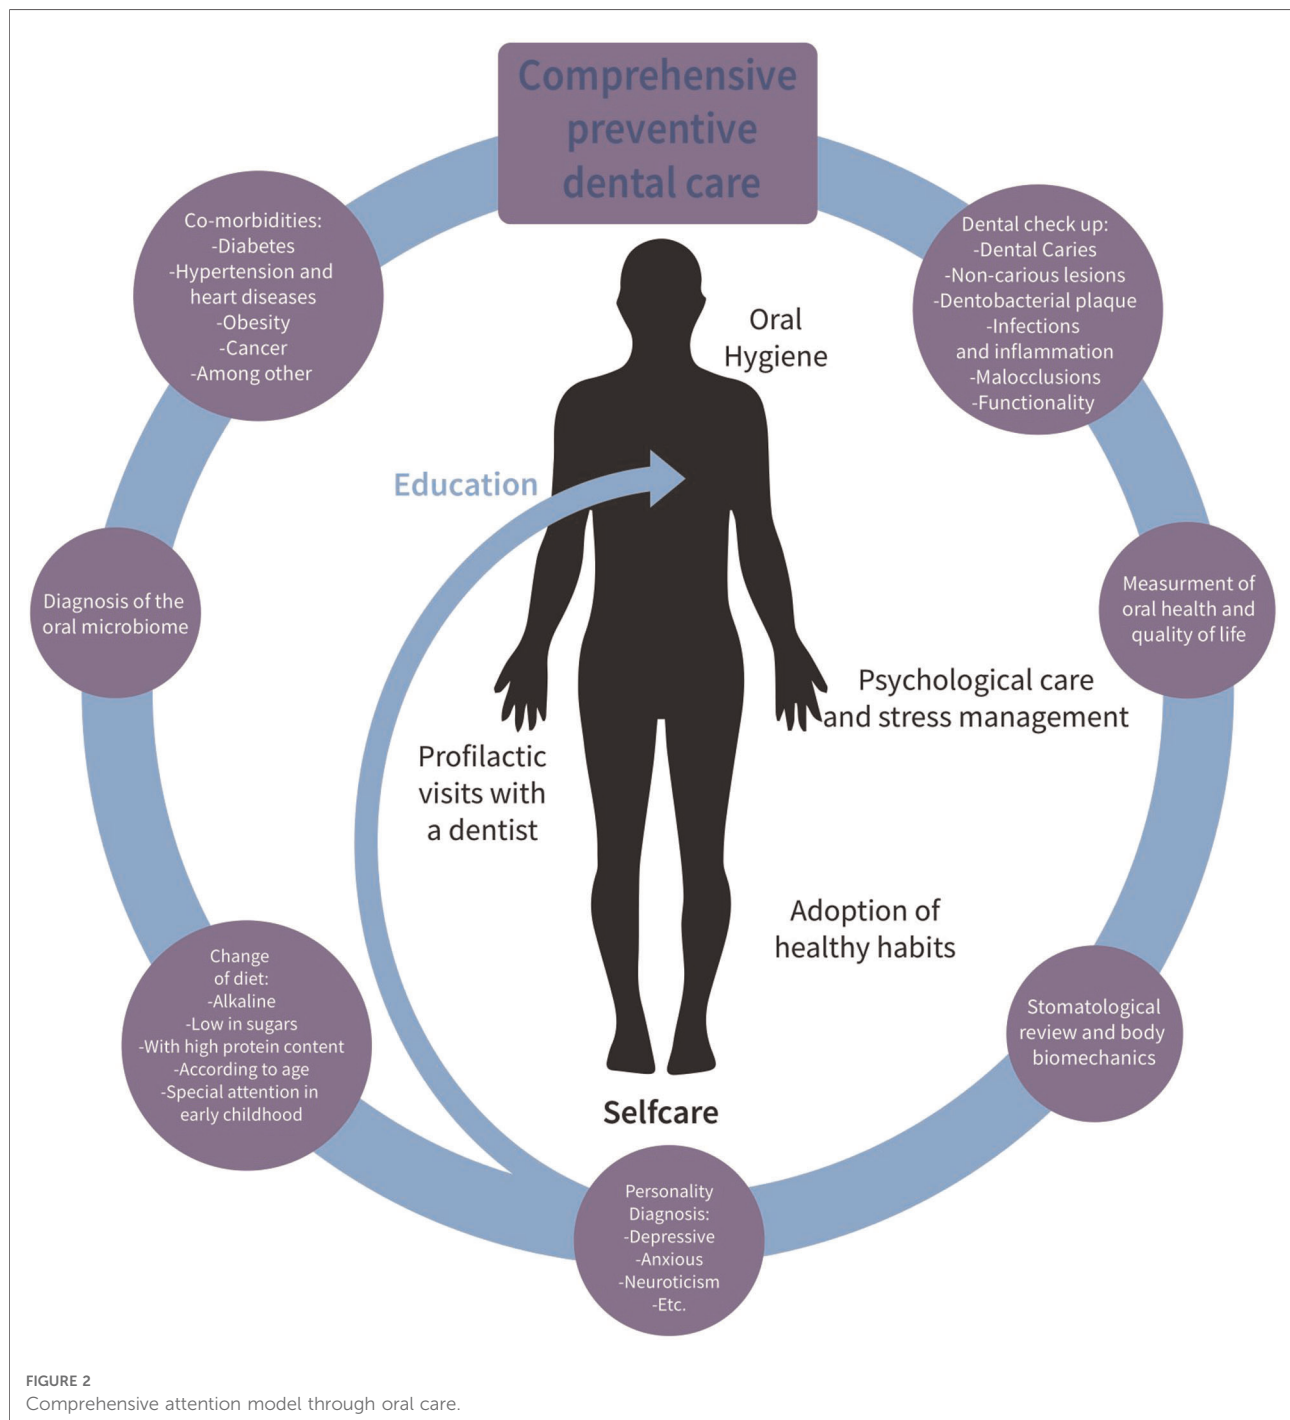 Comprehensive
preventive
dental care
Co-morbidities:
-Diabetes
-Hypertension and
heart diseases
-Obesity
-Cancer
-Among other
Dental check up:
-Dental Caries
-Non-carious lesions
-Dentobacterial plaque
-Infections
and inflammation
-Malocclusions
-Functionality
Oral
Hygiene
Education
Diagnosis of the
oral microbiome
Measurment of
oral health and
quality of life
Psychological care
and stress management
Profilactic
visits with
a dentist
Adoption of
healthy habits
Change
of diet:
-Alkaline
-Low in sugars
-With high protein content
-According to age
-Special attention in
early childhood
Stomatological
review and body
biomechanics
Selfcare
Personality
Diagnosis:
-Depressive
-Anxious
-Neuroticism
-Etc.
FIGURE 2
Comprehensive attention model through oral care.